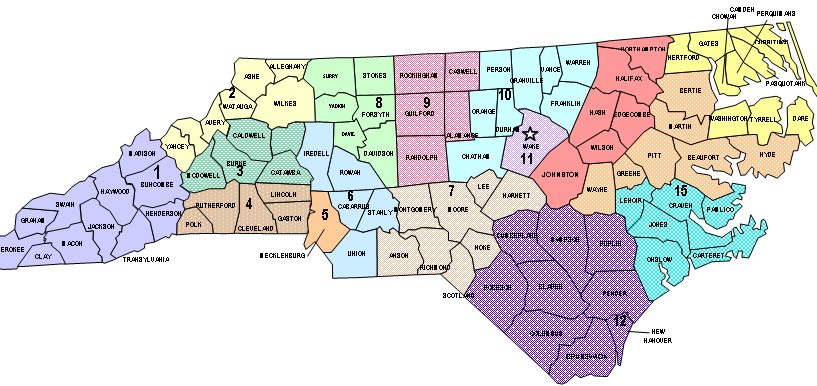 CAMDEN
PERQUIMANS
CHOWAN
CURRITUCK
GATES
HERTFORD
PASQUOTANK
NORTHAMPTON
WARREN
VANCE
GRANVILLE
PERSON
CASWELL
ROCKINGHAM
STOKES
SURRY
ALLEGHANY
ASHE
HALIFAX
BERTIE
2
WILKES
WATAUGA
YADKIN
8
FORSYTH
9
GUILFORD
ALAMANCE
10
ORANGE
DURHAM
FRANKLIN
NASH
EDGECOMBE
MARTIN
WASHINGTON
TYRRELL
DARE
AVERY
CALDWELL
DAVIE
IREDELL
DAVIDSON
RANDOLPH
CHATHAM
WAKE
11
WILSON
PITT
BEAUFORT
HYDE
YANCEY
MADISON
1
BURKE
3
MCDOWELL
CATAWBA
ROWAN
JOHNSTON
GREENE
WAYNE
BUNCOMBE
HAYWOOD
LINCOLN
RUTHERFORD
4
6
CABARRUS
STANLY
7
LEE
HARNETT
MONTGOMERY
MOORE
15
LENOIR
CRAVEN
PAMLICO
SWAIN
HENDERSON
POLK
CLEVELAND
GASTON
5
GRAHAM
JACKSON
JONES
MACON
EROKEE
CLAY
TRANSYLVANIA
MECKLENBURG
UNION
ANSON
RICHMOND
HOKE
CUMBERLAND
SAMPSON
DUPLIN
ONSLOW
CARTERET
SCOTLAND
ROBESON
BLADEN
PENDER
12
COLUMBUS
NEW
HANOVER
BRUNSWICK